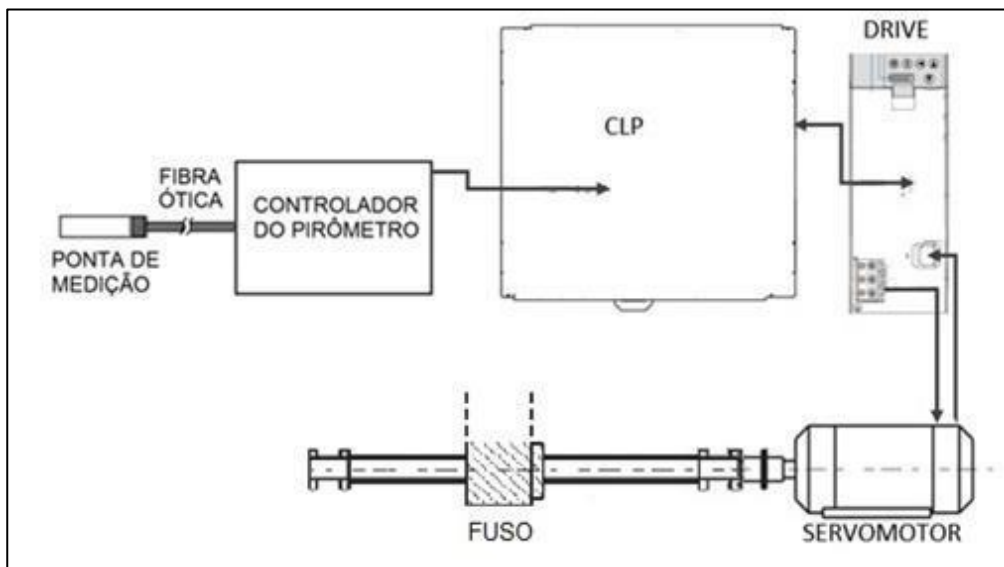 DRIVE
CLP
FIBRA
ÓTICA
CONTROLADOR
DO PIRÔMETRO
PONTA DE
MEDIÇÃO
FUSO
SERVOMOTOR